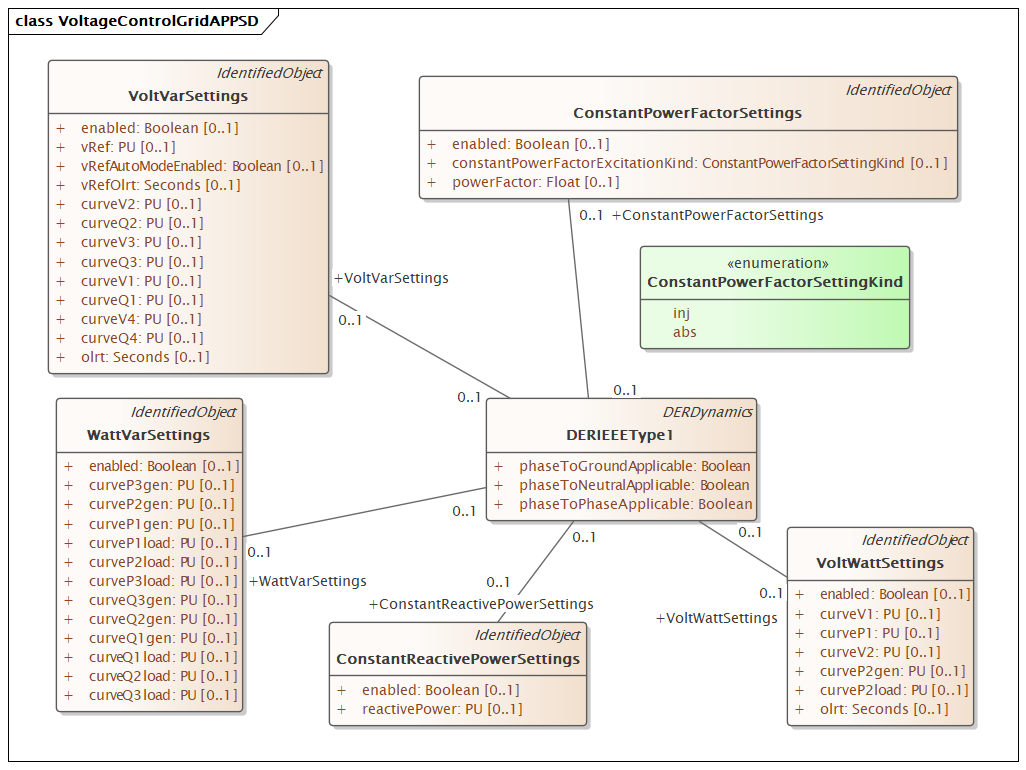 class VoltageControlGridAPPSD
IdentifiedObject
VoltVarSettings
+ enabled: Boolean [0..1]
+ vRef: PU [0..1]
+ vRefAutoModeEnabled: Boolean [0..1]
+ vRefOlrt: Seconds [0..1]
+ curveV2: PU [0..1]
+ curveQ2: PU [0..1]
+ curveV3: PU [0..1]
+ curveQ3: PU [0..1]
+ curveV1: PU [0..1]
+ curveQ1: PU [0..1]
+ curveV4: PU [0..1]
+ curveQ4: PU [0..1]
+ olrt: Seconds [0..1]
IdentifiedObject
ConstantPowerFactorSettings
+ enabled: Boolean [0..1]
+ constantPowerFactorExcitationKind: ConstantPowerFactorSettingKind [0..1]
+ powerFactor: Float [0..1]
0..1 +ConstantPowerFactorSettings
«enumeration»
ConstantPowerFactorSettingKind
inj
abs
+VoltVarSettings
0..1
0..1
0..1
IdentifiedObject
WattVarSettings
+ enabled: Boolean [0..1]
+ curveP3gen: PU [0..1]
+ curveP2gen: PU [0..1]
+ curveP1gen: PU [0..1]
+ curveP1load: PU [0..1]
+ curveP2load: PU [0..1]
+ curveP3load: PU [0..1]
+ curveQ3gen: PU [0..1]
+ curveQ2gen: PU [0..1]
+ curveQ1gen: PU [0..1]
+ curveQ1load: PU [0..1]
+ curveQ2load: PU [0..1]
+ curveQ3load: PU [0..1]
DERDynamics
DERIEEEType1
+ phaseToGroundApplicable: Boolean
+ phaseToNeutralApplicable: Boolean
+ phaseToPhaseApplicable: Boolean
0..1
0..1
+WattVarSettings
0..1
0..1
+ConstantReactivePowerSettings
0..1
0..1
+VoltWattSettings
IdentifiedObject
ConstantReactivePowerSettings
+ enabled: Boolean [0..1]
+ reactivePower: PU [0..1]
IdentifiedObject
VoltWattSettings
+ enabled: Boolean [0..1]
+ curveV1: PU [0..1]
+ curveP1: PU [0..1]
+ curveV2: PU [0..1]
+ curveP2gen: PU [0..1]
+ curveP2load: PU [0..1]
+ olrt: Seconds [0..1]